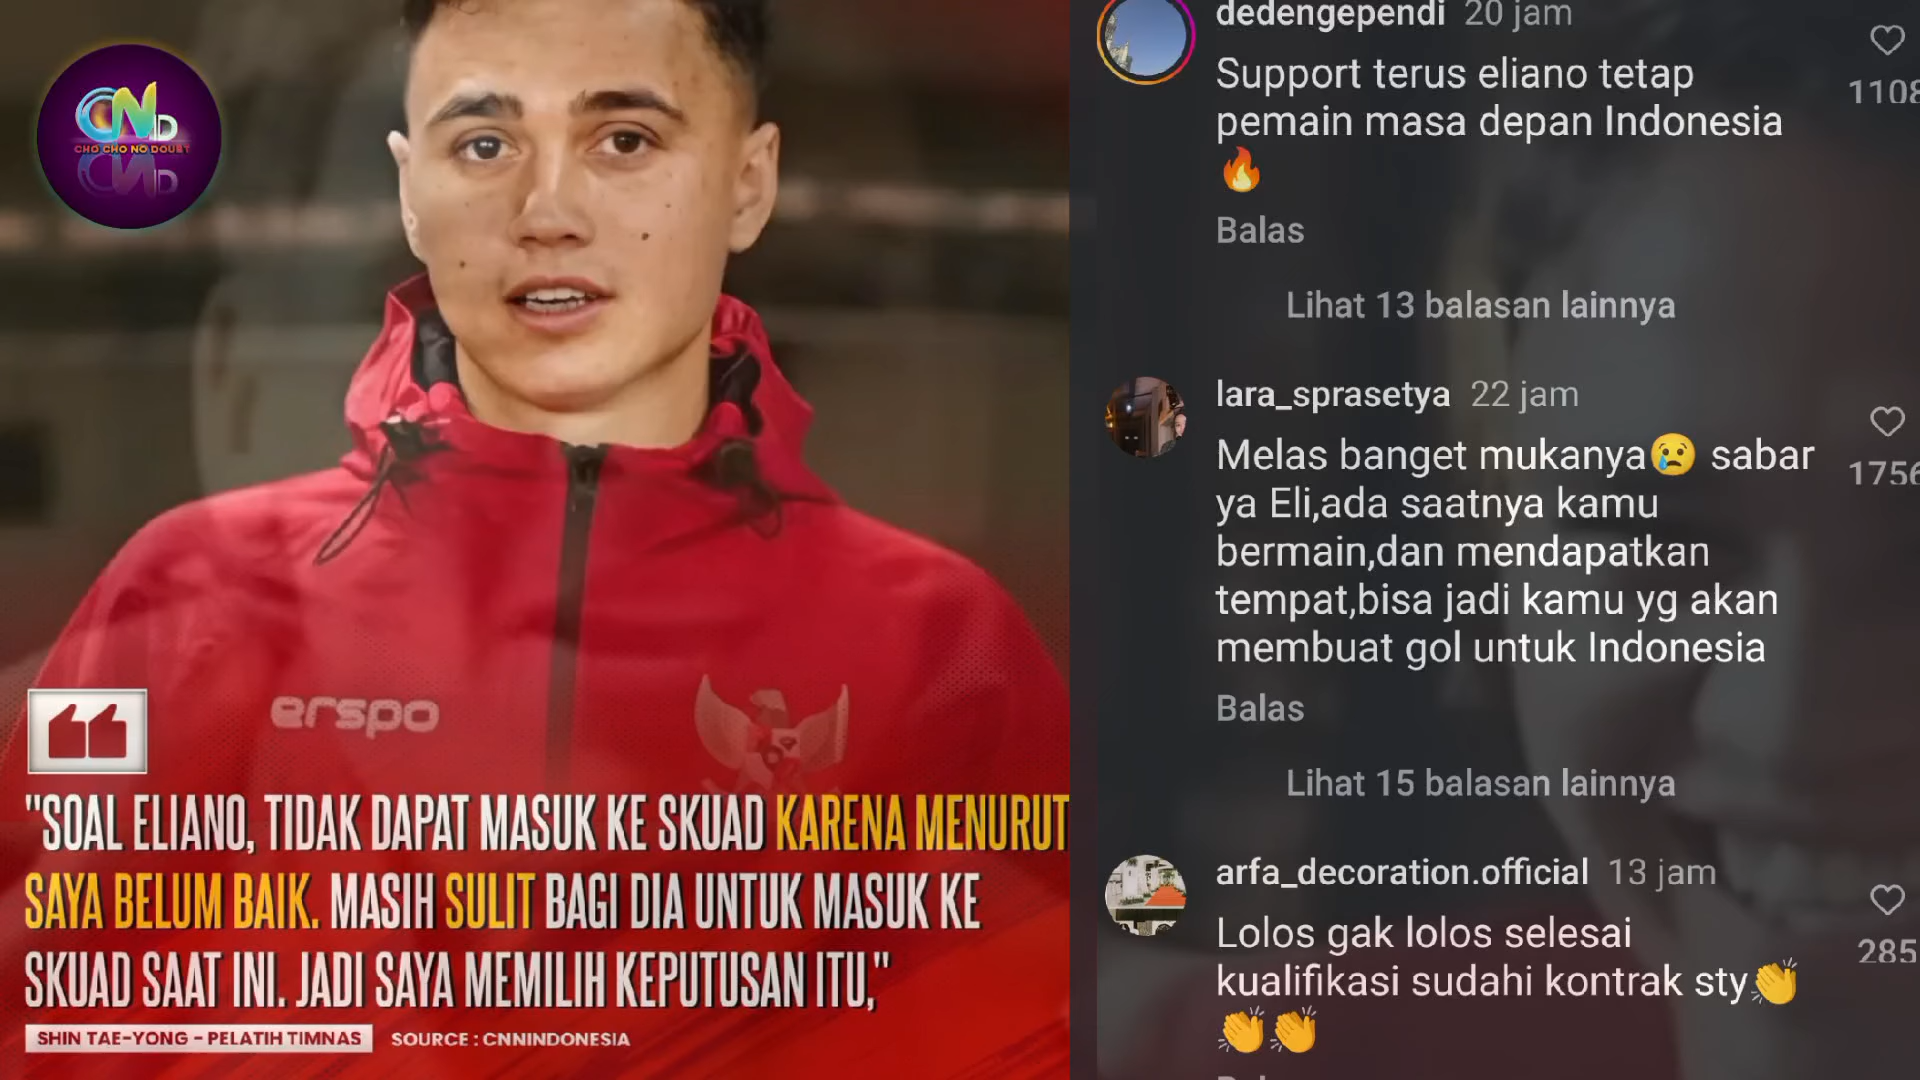 CND
CHO CHO NO DOUBT
erspo
"SOAL ELIANO, TIDAK DAPAT MASUK KE SKUAD KARENA MENURUT
SAYA BELUM BAIK. MASIH SULIT BAGI DIA UNTUK MASUK KE
SKUAD SAAT INI. JADI SAYA MEMILIH KEPUTUSAN ITU,"
SHIN TAE-YONG - PELATIH TIMNAS SOURCE : CNNINDONESIA
dedengependi 20 jam
Support terus eliano tetap
pemain masa depan Indonesia
🔥
1108
Balas
Lihat 13 balasan lainnya
lara_sprasetya 22 jam
Melas banget mukanya😢 sabar
ya Eli,ada saatnya kamu
bermain,dan mendapatkan
tempat,bisa jadi kamu yg akan
membuat gol untuk Indonesia
1756
Balas
Lihat 15 balasan lainnya
arfa_decoration.official 13 jam
Lolos gak lolos selesai
kualifikasi sudahi kontrak sty👏
👏👏
285